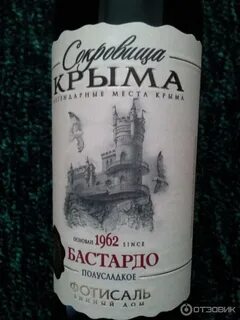 Сокровища
КРЫМА
ЛЕГЕНДАРНЫЕ МЕСТА КРЫМА
ОСНОВАН 1962 SINCE
БАСТАРДО
ПОЛУСЛАДКОЕ
ФОТИСАЛЬ
ВИННЫЙ ДОМ
ОТЗОВИК